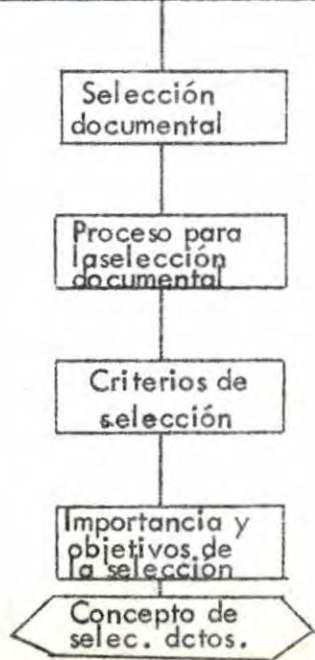 Selección
documental
Proceso para
laselección
documental
Criterios de
selección
Importancia y
objetivos.de
la selección
Concepto de
selec. dctos.